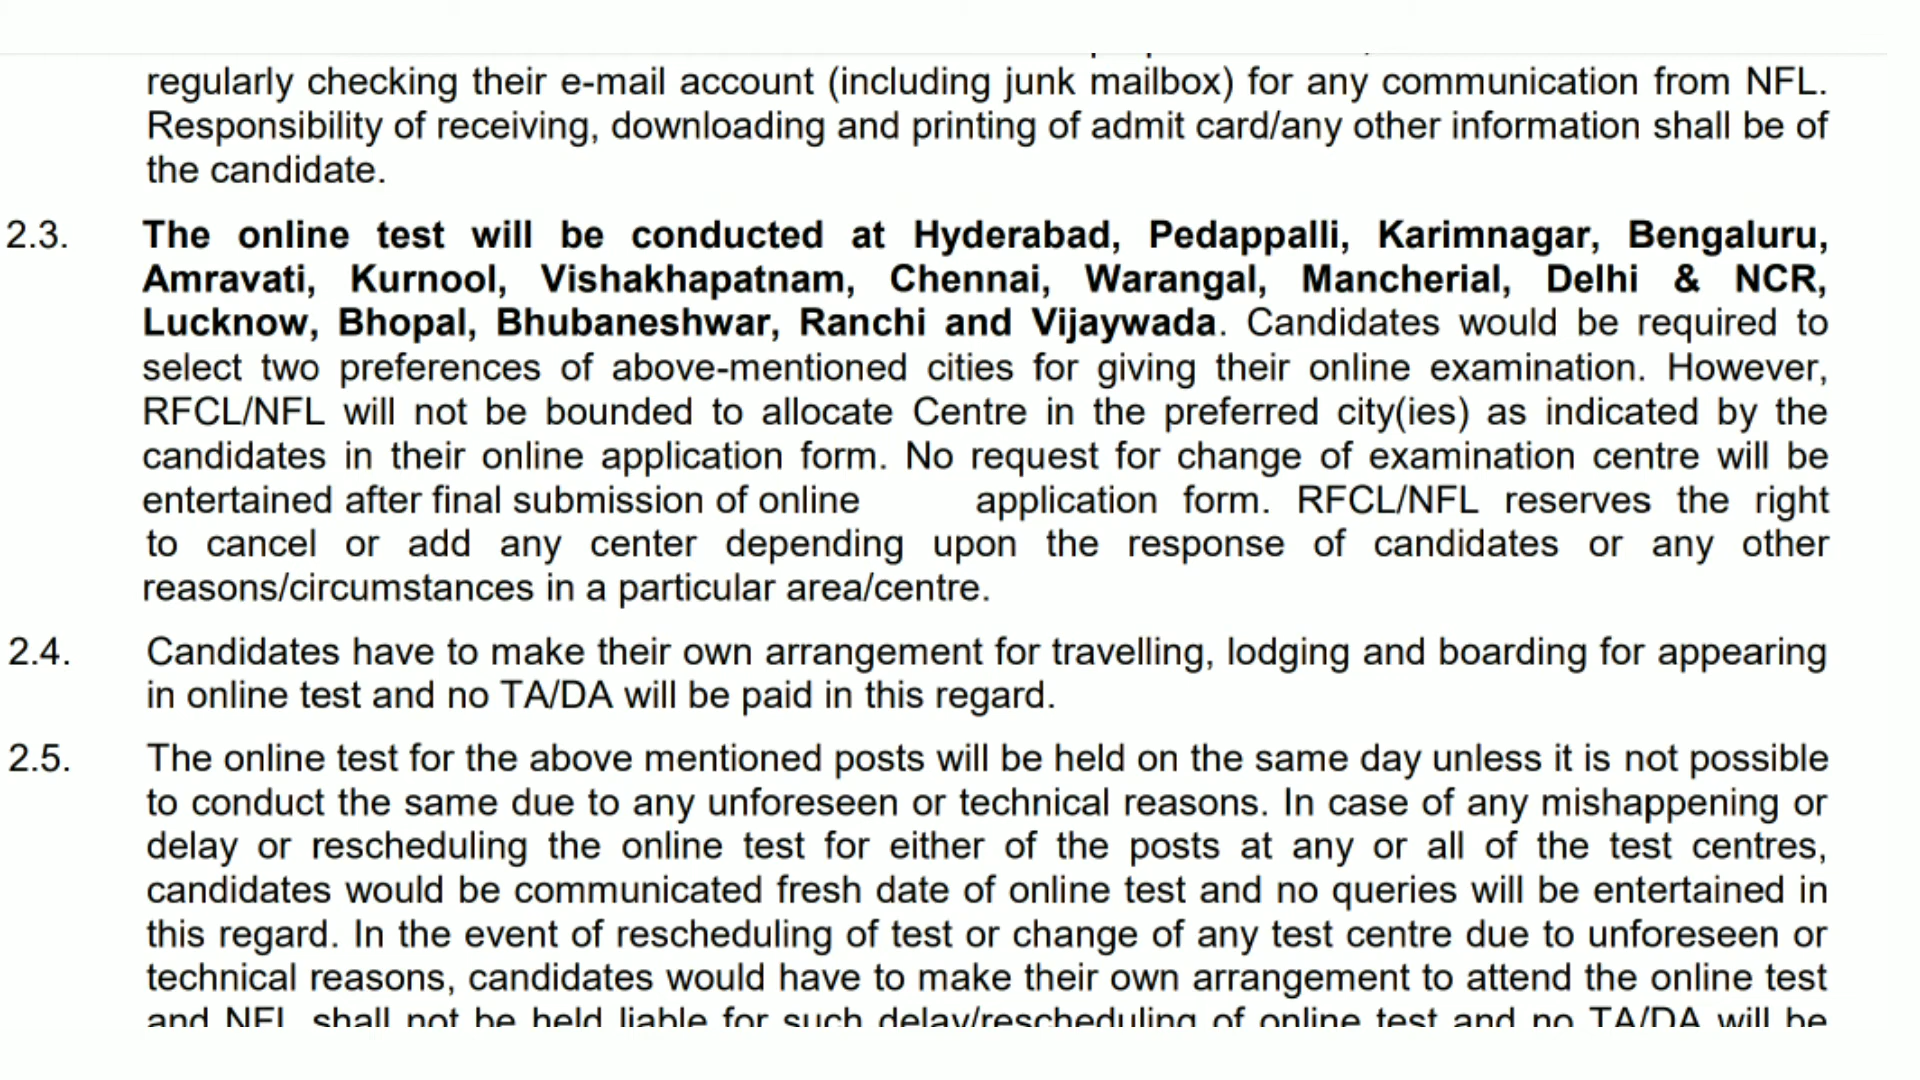 regularly checking their e-mail account (including junk mailbox) for any communication from NFL.
Responsibility of receiving, downloading and printing of admit card/any other information shall be of
the candidate.
2.3. The online test will be conducted at Hyderabad, Pedappalli, Karimnagar, Bengaluru,
Amravati, Kurnool, Vishakhapatnam, Chennai, Warangal, Mancherial, Delhi & NCR,
Lucknow, Bhopal, Bhubaneshwar, Ranchi and Vijaywada. Candidates would be required to
select two preferences of above-mentioned cities for giving their online examination. However,
RFCL/NFL will not be bounded to allocate Centre in the preferred city(ies) as indicated by the
candidates in their online application form. No request for change of examination centre will be
entertained after final submission of online application form. RFCL/NFL reserves the right
to cancel or add any center depending upon the response of candidates or any other
reasons/circumstances in a particular area/centre.
2.4. Candidates have to make their own arrangement for travelling, lodging and boarding for appearing
in online test and no TA/DA will be paid in this regard.
2.5. The online test for the above mentioned posts will be held on the same day unless it is not possible
to conduct the same due to any unforeseen or technical reasons. In case of any mishappening or
delay or rescheduling the online test for either of the posts at any or all of the test centres,
candidates would be communicated fresh date of online test and no queries will be entertained in
this regard. In the event of rescheduling of test or change of any test centre due to unforeseen or
technical reasons, candidates would have to make their own arrangement to attend the online test
and NFL shall not be held liable for such delay/rescheduling of online test and no TA/DA will be